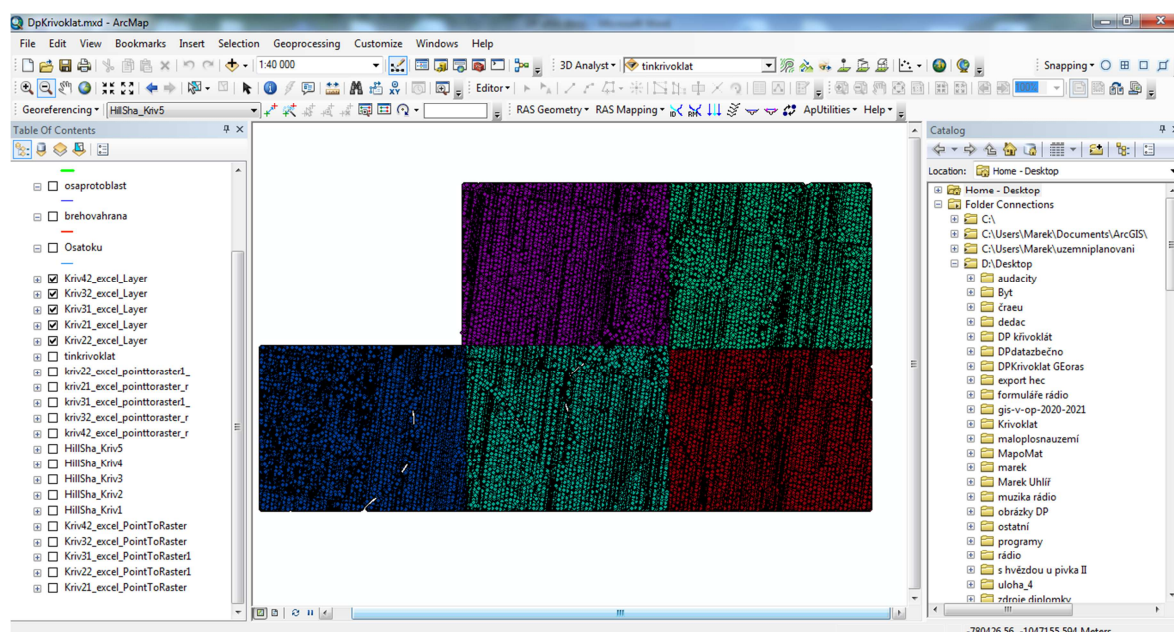 DpKrivoklat.mxd - ArcMap
File Edit View Bookmarks Insert Selection Geoprocessing Customize Windows Help
1:40 000 3D Analyst tinkrivoklat Snapping
Editor 100%
Georeferencing HillSha_Kriv5 RAS Geometry RAS Mapping ApUtilities Help
Table Of Contents
osaprotoblast
brehovahrana
Osatoku
Kriv42_excel_Layer
Kriv32_excel_Layer
Kriv31_excel_Layer
Kriv21_excel_Layer
Kriv22_excel_Layer
tinkrivoklat
kriv22_excel_pointtoraster1_
kriv21_excel_pointtoraster_r
kriv31_excel_pointtoraster1_
kriv32_excel_pointtoraster_r
kriv42_excel_pointtoraster_r
HillSha_Kriv5
HillSha_Kriv4
HillSha_Kriv3
HillSha_Kriv2
HillSha_Kriv1
Kriv42_excel_PointToRaster
Kriv32_excel_PointToRaster
Kriv31_excel_PointToRaster1
Kriv22_excel_PointToRaster1
Kriv21_excel_PointToRaster
Catalog
Location: Home - Desktop
Home - Desktop
Folder Connections
C:\
C:\Users\Marek\Documents\ArcGIS\
C:\Users\Marek\uzemniplanovani
D:\Desktop
audacity
Byt
čraeu
dedac
DP křivoklát
DPdatazbečno
DPKrivoklat GEoras
export hec
formuláře rádio
gis-v-op-2020-2021
Krivoklat
maloplosnauzemí
MapoMat
marek
Marek Uhlíř
muzika rádio
obrázky DP
ostatní
programy
rádio
s hvězdou u pivka II
uloha_4
zdroje diplomky
-780426,56 -1047155,594 Meters